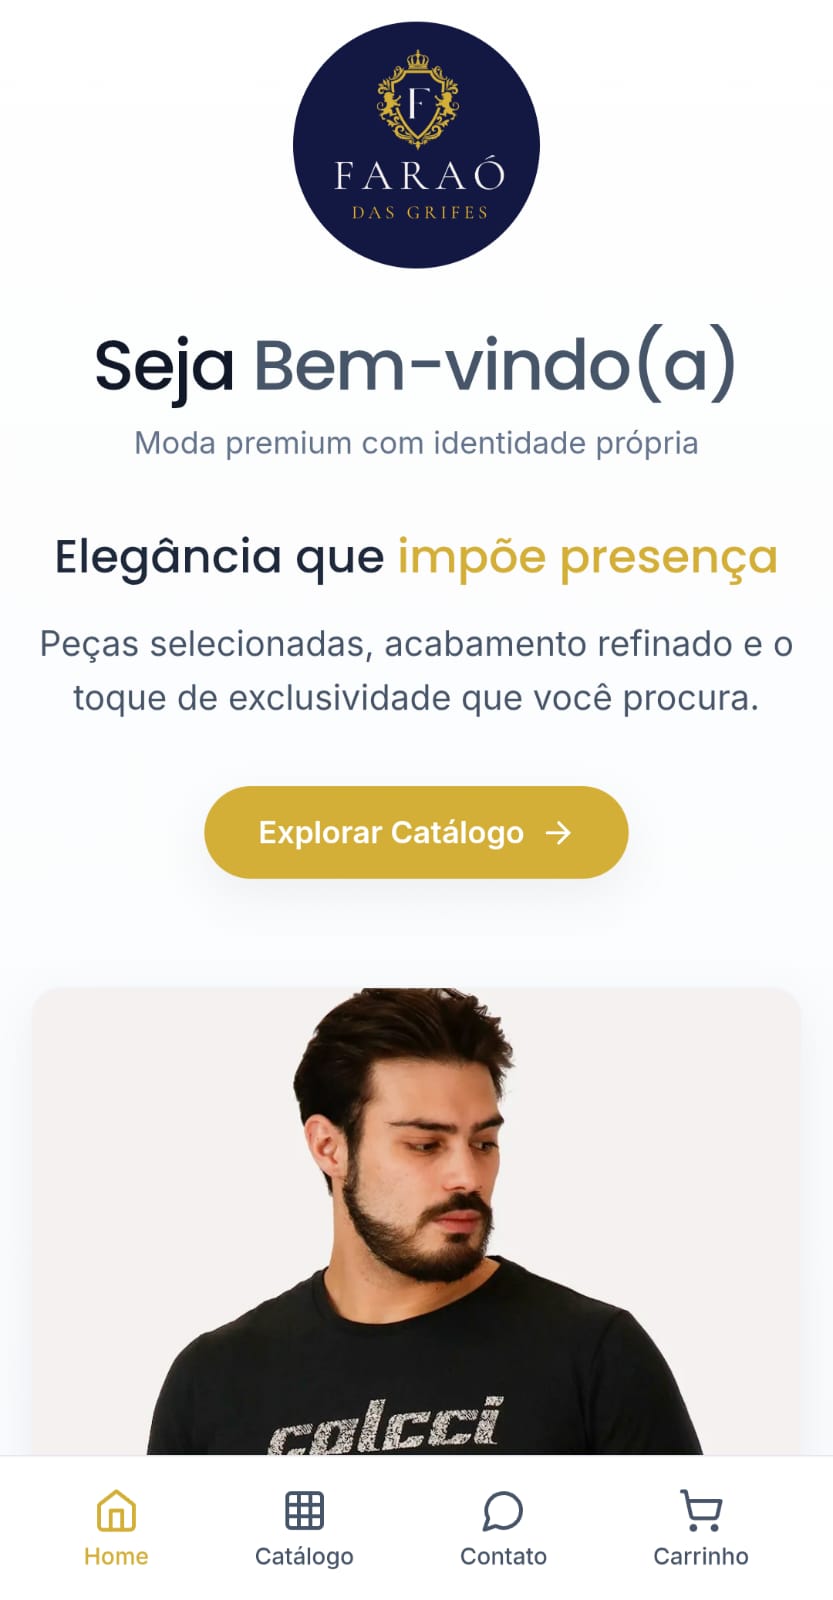 F
FARAÓ
DAS GRIFES
Seja Bem-vindo(a)
Moda premium com identidade própria
Elegância que impõe presença
Peças selecionadas, acabamento refinado e o
toque de exclusividade que você procura.
Explorar Catálogo →
colcci
Home Catálogo Contato Carrinho